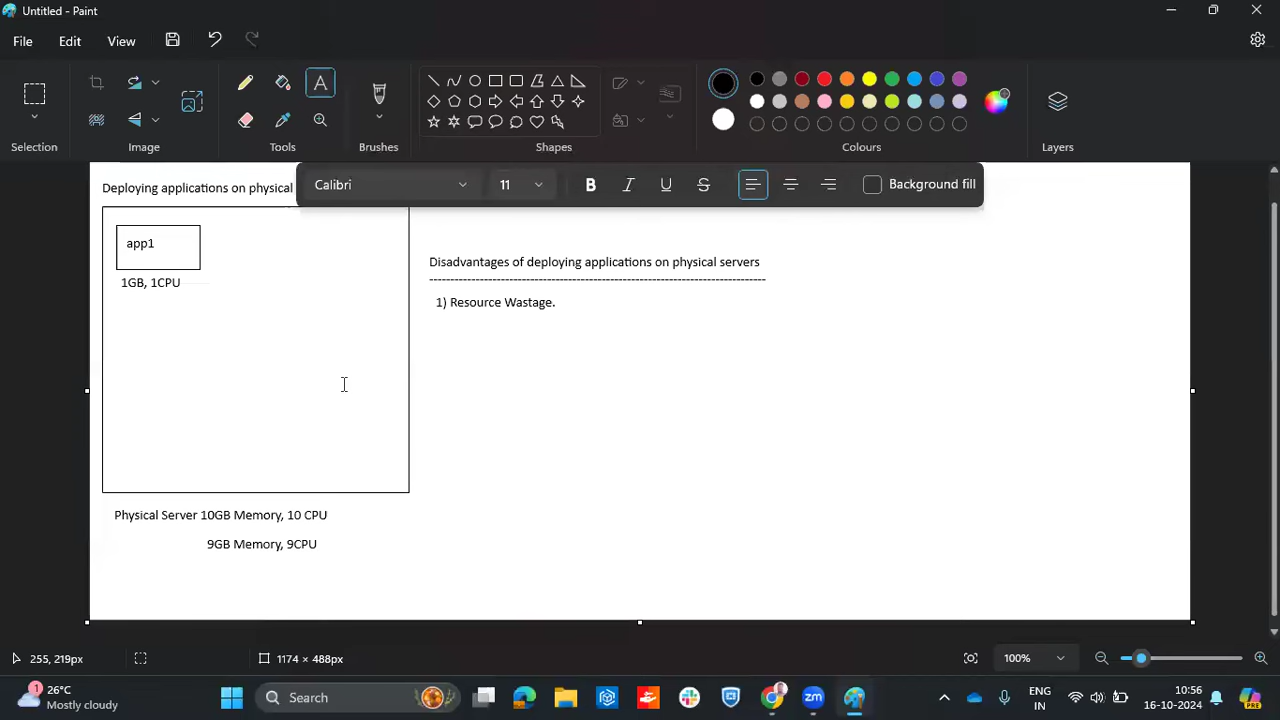 Untitled - Paint
File Edit View
Selection Image Tools Brushes Shapes Colours Layers
Calibri 11 B I U S Background fill
Deploying applications on physical
app1
1GB, 1CPU
Disadvantages of deploying applications on physical servers
--------------------------------------------------------------------------------
1) Resource Wastage.
Physical Server 10GB Memory, 10 CPU
9GB Memory, 9CPU
255, 219px 1174 × 488px 100%
1 26°C Mostly cloudy
Search
ENG IN
10:56
16-10-2024
PRE